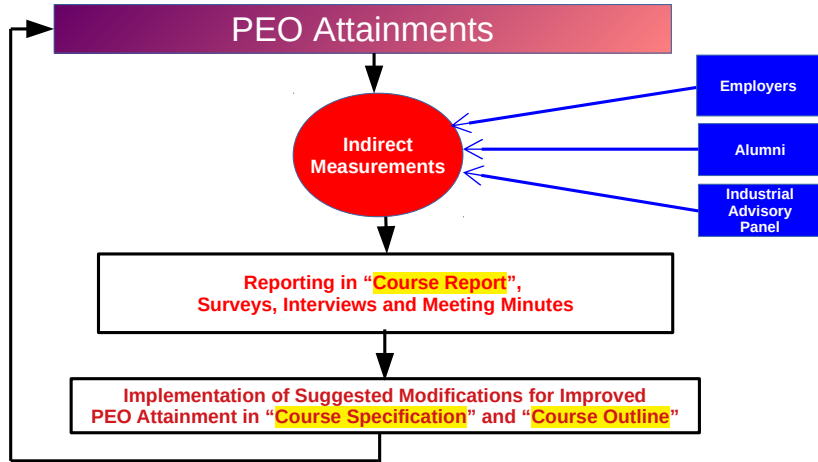 PEO Attainments
Indirect
Measurements
Employers
Alumni
Industrial
Advisory
Panel
Reporting in “Course Report”,
Surveys, Interviews and Meeting Minutes
Implementation of Suggested Modifications for Improved
PEO Attainment in “Course Specification” and “Course Outline”